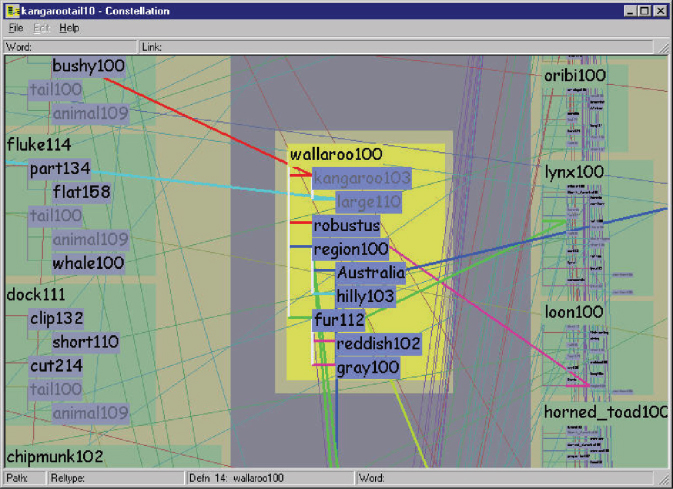 kangarootail10 - Constellation
File Edit Help
Word: Link:
bushy100
tail100
animal109
fluke114
part134
flat158
tail100
animal109
whale100
dock111
clip132
short110
cut214
tail100
animal109
chipmunk102
wallaroo100
kangaroo103
large110
robustus
region100
Australia
hilly103
fur112
reddish102
gray100
oribi100
lynx100
loon100
horned_toad100
Path: Reltype: Defn 14: wallaroo100 Word: